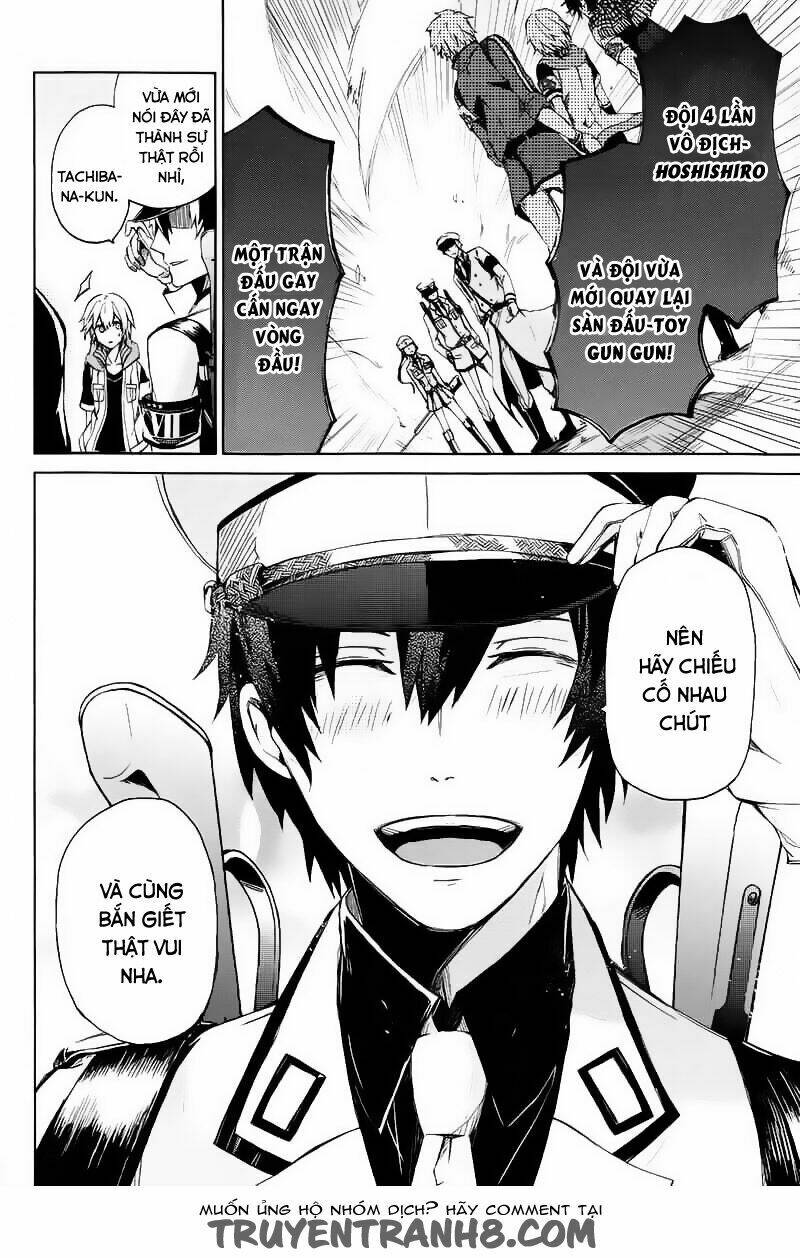 ĐỘI 4 LẦN
VÔ ĐỊCH-
HOSHISHIRO
VÀ ĐỘI VỪA
MỚI QUAY LẠI
SÀN ĐẤU-TOY
GUN GUN!
MỘT TRẬN
ĐẤU GAY
CẤN NGAY
VÒNG
ĐẦU!
VỪA MỚI
NÓI ĐÂY ĐÃ
THÀNH SỰ
THẬT RỒI
NHỈ,
TACHIBA-
NA-KUN.
VII
NÊN
HÃY CHIẾU
CỐ NHAU
CHÚT
VÀ CÙNG
BẮN GIẾT
THẬT VUI
NHA.
MUỐN ỦNG HỘ NHÓM DỊCH? HÃY COMMENT TẠI
TRUYENTRANH8.COM